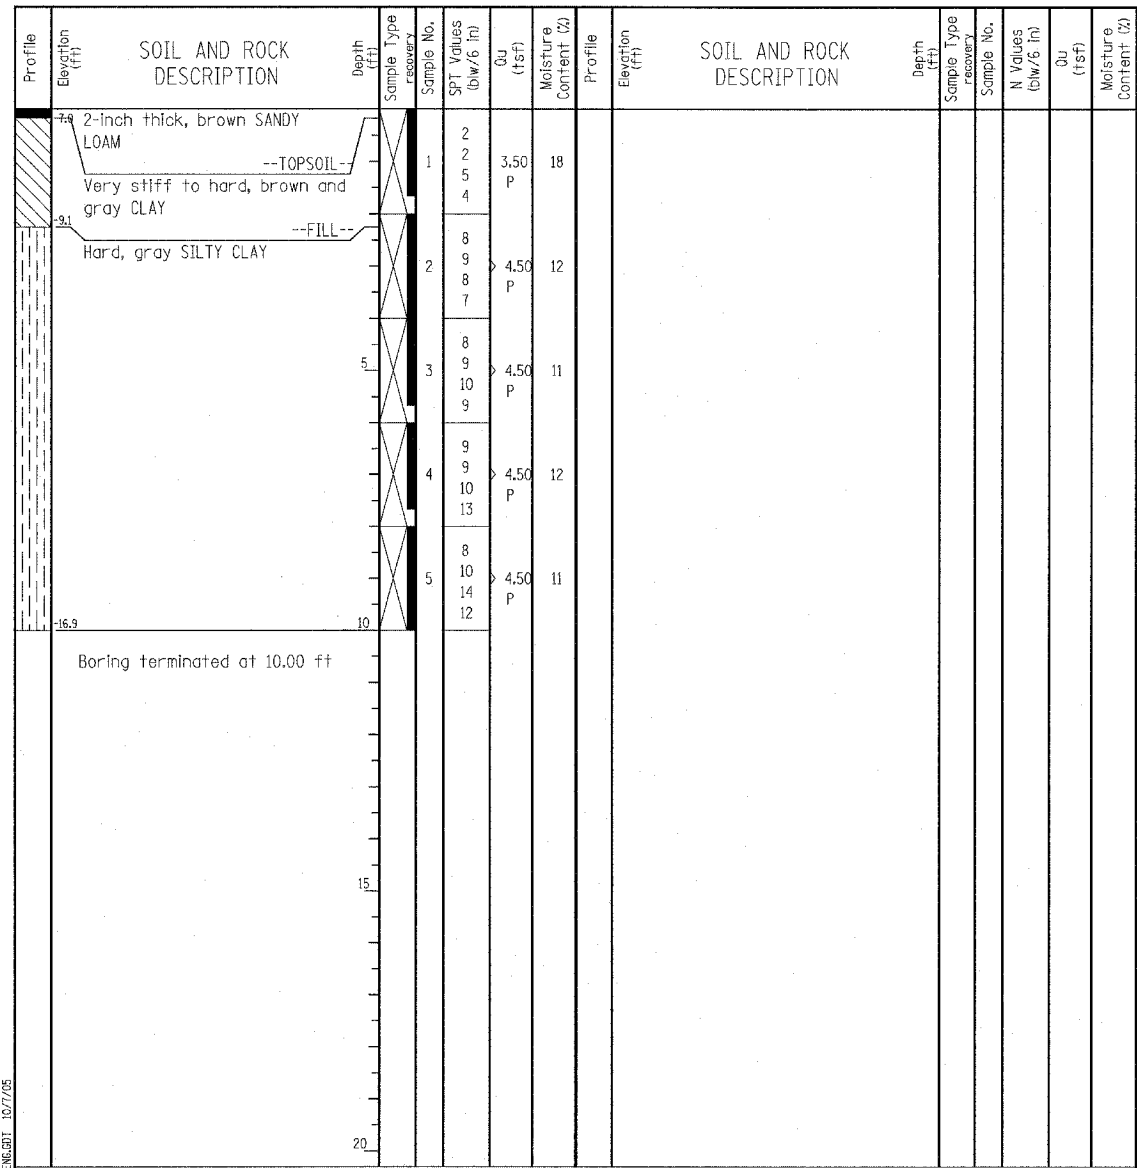 Profile
Elevation (ft)
SOIL AND ROCK
DESCRIPTION
Depth (ft)
Sample Type
recovery
Sample No.
SPT Values (blw/6 in)
Qu (tsf)
Moisture Content (%)
Profile
Elevation (ft)
SOIL AND ROCK
DESCRIPTION
Depth (ft)
Sample Type
recovery
Sample No.
N Values (blw/6 in)
Qu (tsf)
Moisture Content (%)
-7.0 2-inch thick, brown SANDY
LOAM
--TOPSOIL--
Very stiff to hard, brown and
gray CLAY
-9.1
--FILL--
Hard, gray SILTY CLAY
1
2
2
5
4
3.50
P
18
2
8
9
8
7
> 4.50
P
12
5
3
8
9
10
9
> 4.50
P
11
4
9
9
10
13
> 4.50
P
12
5
8
10
14
12
> 4.50
P
11
-16.9
10
Boring terminated at 10.00 ft
15
20
ENG.GDT 10/7/05